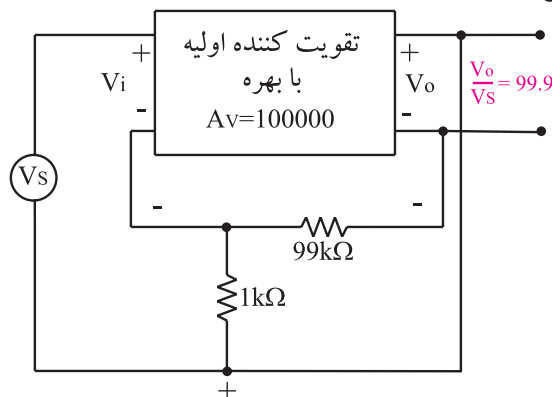 تقویت کننده اولیه
با بهره
AV=100000
+
Vi
-
+
Vo
-
Vo/VS = 99.9
VS
-
-
99kΩ
1kΩ
+